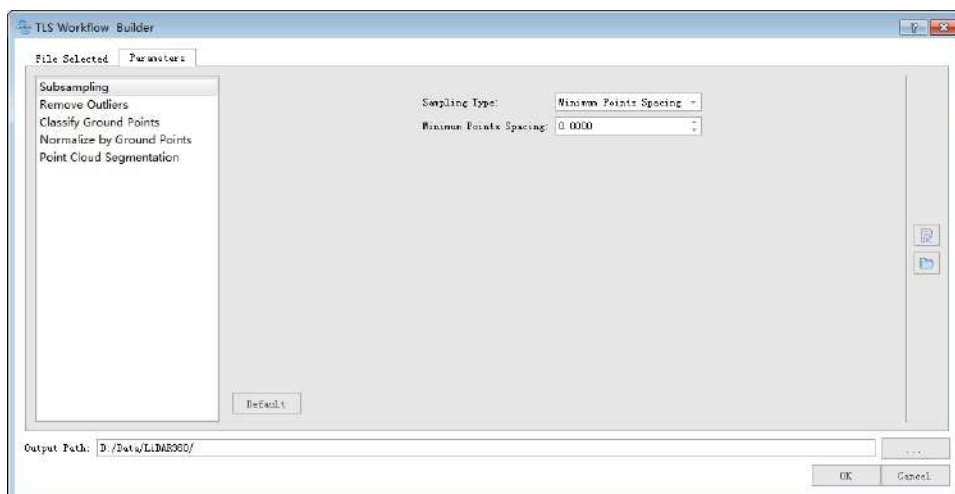 TLS Workflow Builder
File Selected Parameters
Subsampling
Remove Outliers
Classify Ground Points
Normalize by Ground Points
Point Cloud Segmentation
Sampling Type: Minimum Points Spacing
Minimum Points Spacing: 0.0000
Default
Output Path: D:/Data/LiDAR360/
...
OK Cancel